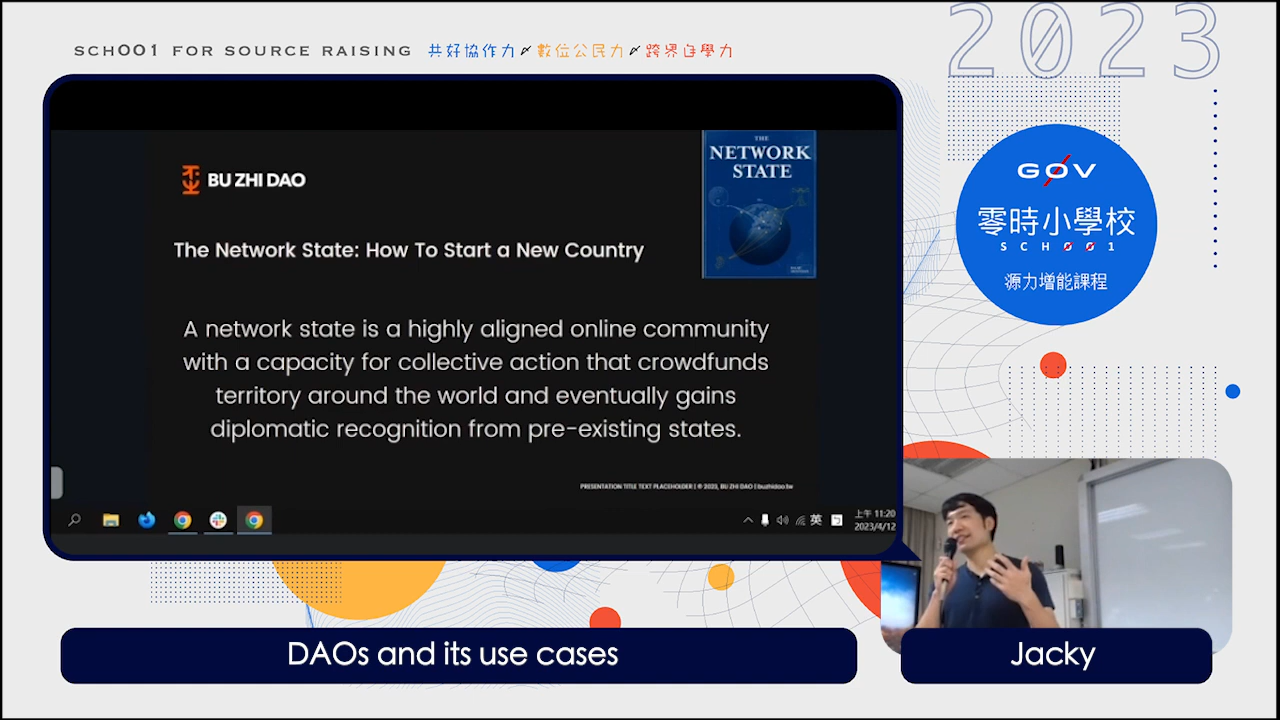 SCH001 FOR SOURCE RAISING 共好協作力 數位公民力 跨界自學力
2023
BU ZHI DAO
THE
NETWORK
STATE
The Network State: How To Start a New Country
A network state is a highly aligned online community
with a capacity for collective action that crowdfunds
territory around the world and eventually gains
diplomatic recognition from pre-existing states.
PRESENTATION TITLE TEXT PLACEHOLDER | © 2023, BU ZHI DAO | buzhidao.tw
英
上午 11:20
2023/4/12
G0V
零時小學校
SCH001
源力增能課程
DAOs and its use cases
Jacky